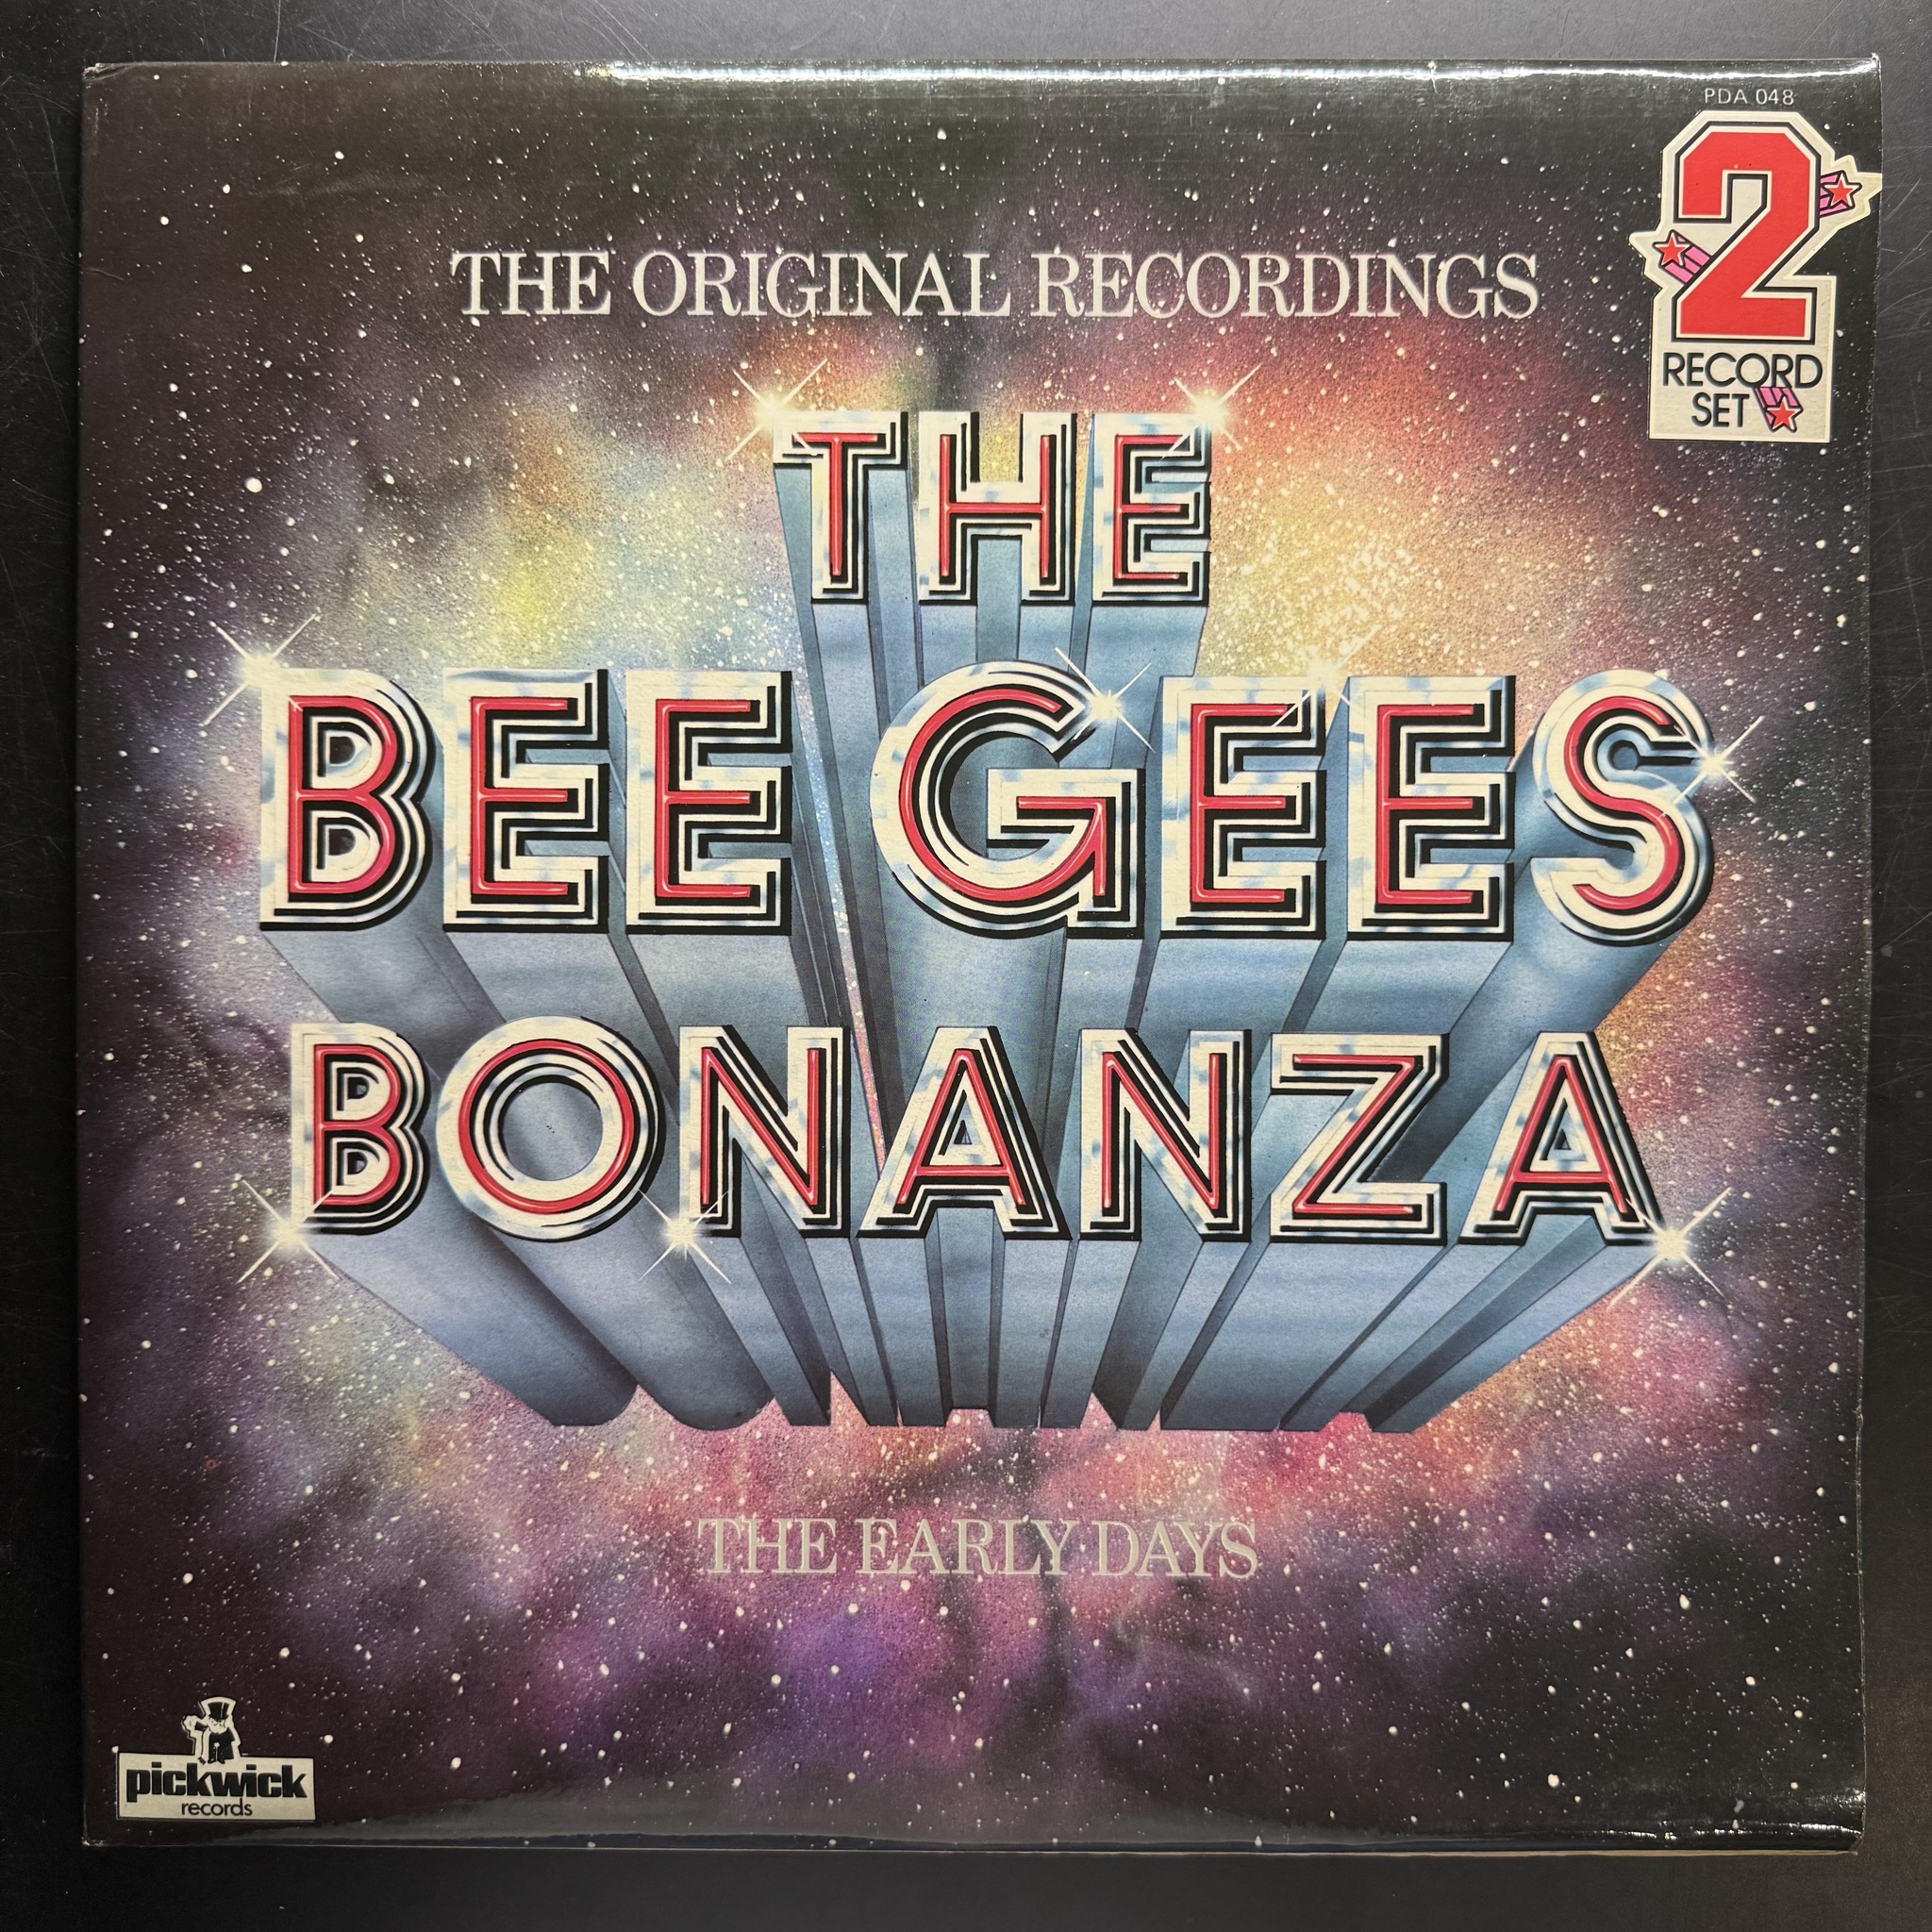 PDA 048
2
RECORD
SET
THE ORIGINAL RECORDINGS
THE
BEE GEES
BONANZA
THE EARLY DAYS
pickwick
records